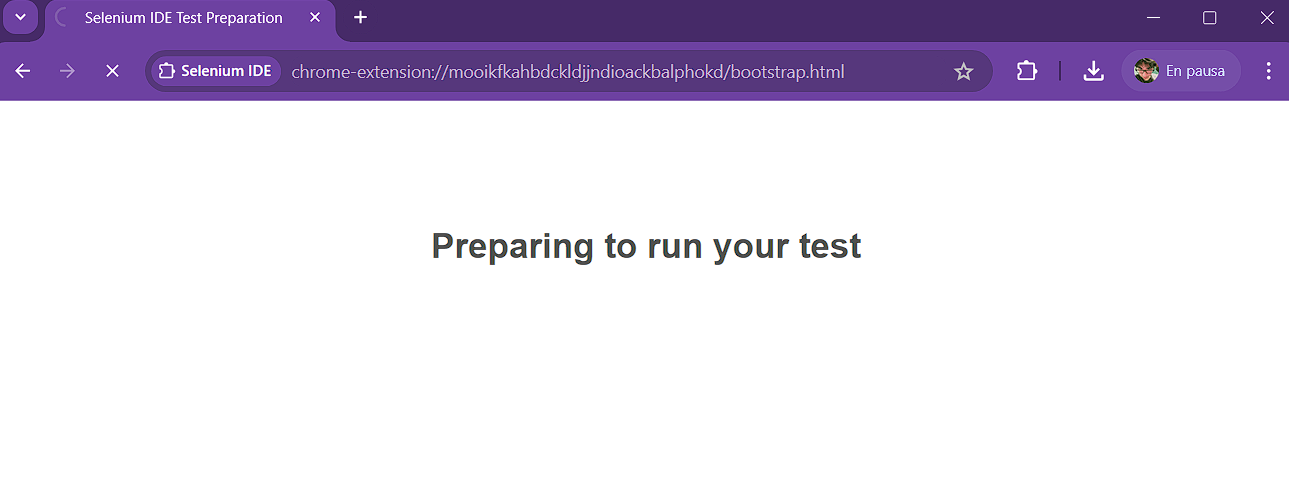 Selenium IDE Test Preparation
Selenium IDE chrome-extension://mooikfkahbdckldjjndioackbalphokd/bootstrap.html En pausa
Preparing to run your test